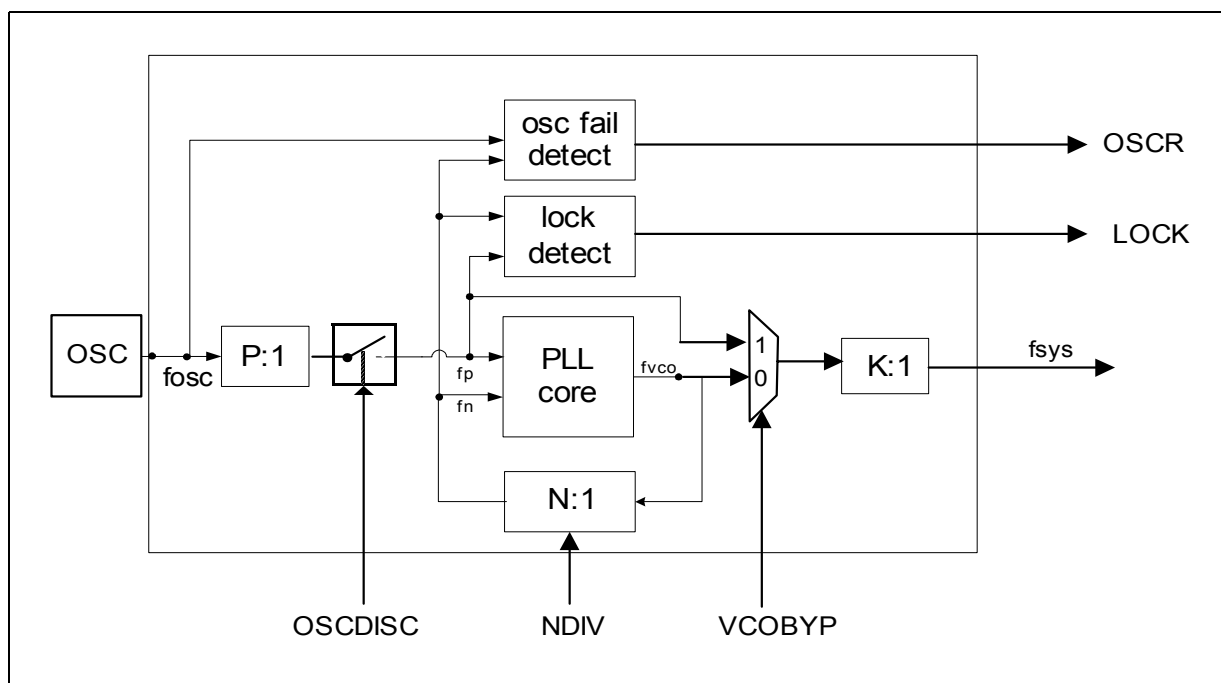 osc fail
detect
OSCR
lock
detect
LOCK
OSC
fosc
P:1
fp
fn
PLL
core
fvco
1
0
K:1
fsys
N:1
OSCDISC
NDIV
VCOBYP